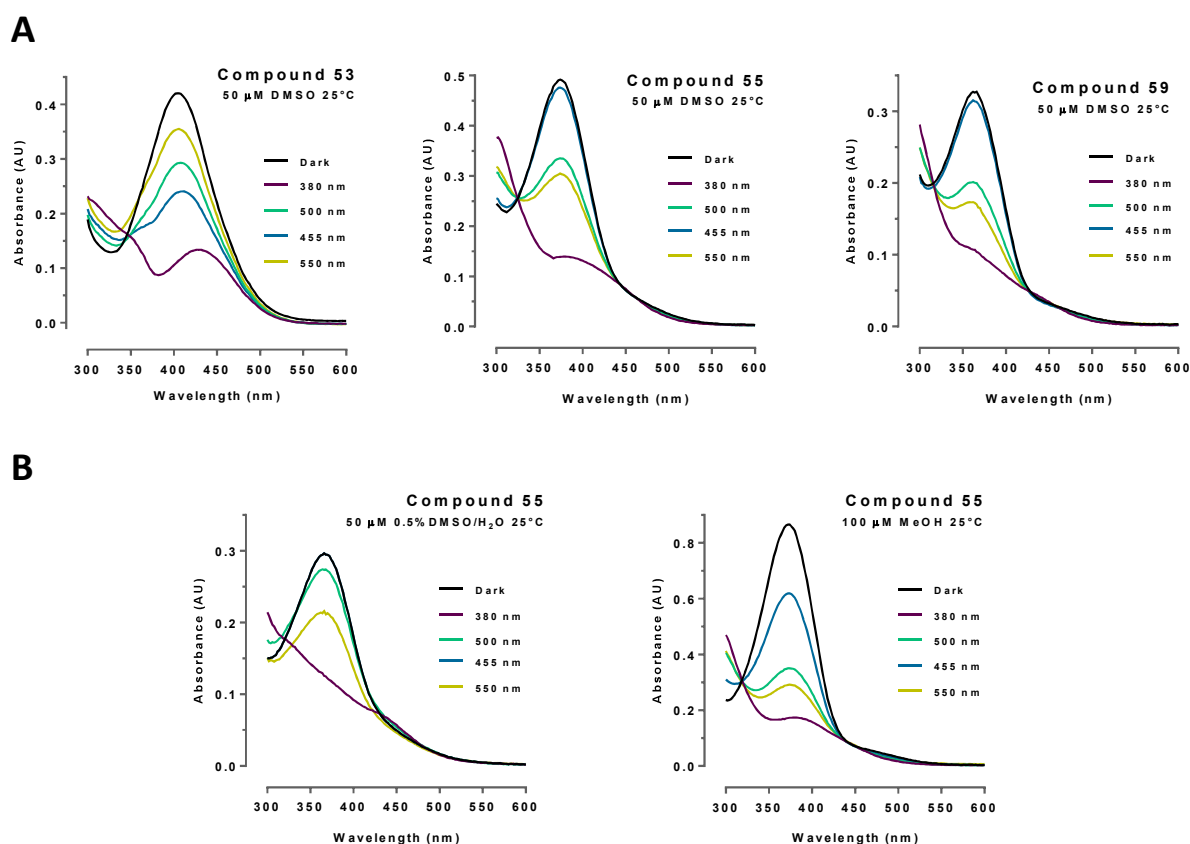 A
Compound 53
50 µM DMSO 25°C
Absorbance (AU)
0.4
0.3
0.2
0.1
0.0
Dark
380 nm
500 nm
455 nm
550 nm
300 350 400 450 500 550 600
Wavelength (nm)
Compound 55
50 µM DMSO 25°C
Absorbance (AU)
0.5
0.4
0.3
0.2
0.1
0.0
Dark
380 nm
500 nm
455 nm
550 nm
300 350 400 450 500 550 600
Wavelength (nm)
Compound 59
50 µM DMSO 25°C
Absorbance (AU)
0.3
0.2
0.1
0.0
Dark
380 nm
500 nm
455 nm
550 nm
300 350 400 450 500 550 600
Wavelength (nm)
B
Compound 55
50 µM 0.5% DMSO/H₂O 25°C
Absorbance (AU)
0.3
0.2
0.1
0.0
Dark
380 nm
500 nm
455 nm
550 nm
300 350 400 450 500 550 600
Wavelength (nm)
Compound 55
100 µM MeOH 25°C
Absorbance (AU)
0.8
0.6
0.4
0.2
0.0
Dark
380 nm
500 nm
455 nm
550 nm
300 350 400 450 500 550 600
Wavelength (nm)